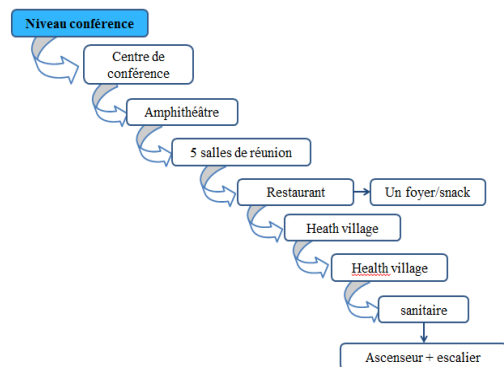 Niveau conférence
Centre de
conférence
Amphithéâtre
5 salles de réunion
Restaurant
Un foyer/snack
Heath village
Health village
sanitaire
Ascenseur + escalier